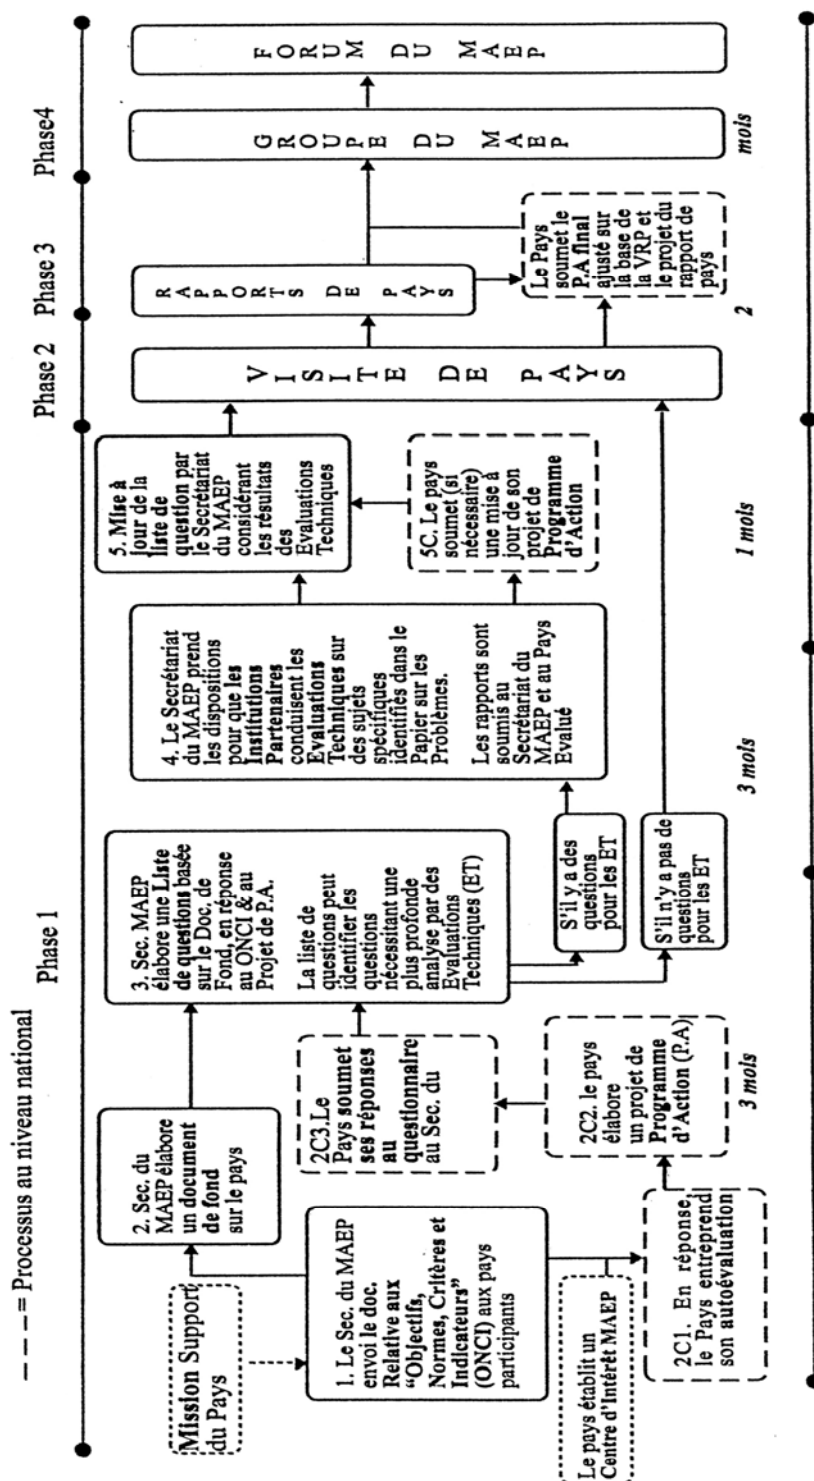 – – –= Processus au niveau national
Phase 1
Phase 2
Phase 3
Phase4
Mission Support
du Pays
1. Le Sec. du MAEP
envoi le doc.
Relative aux
“Objectifs,
Normes, Critères et
Indicateurs”
(ONCI) aux pays
participants
Le pays établit un
Centre d’Intérêt MAEP
2. Sec. du
MAEP élabore
un document
de fond
sur le pays
2C1. En réponse,
le Pays entreprend
son autoévaluation
2C2. le pays
élabore
un projet de
Programme
d’Action (P.A)
2C3.Le
Pays soumet
ses réponses
au
questionnaire
au Sec. du
3. Sec. MAEP
élabore une Liste
de questions basée
sur le Doc. de
Fond, en réponse
au ONCI & au
Projet de P.A.
La liste de
questions peut
identifier les
questions
nécessitant une
plus profonde
analyse par des
Evaluations
Techniques (ET)
S’il y a des
questions
pour les ET
S’il n’y a pas de
questions
pour les ET
4. Le Secrétariat
du MAEP prend
les dispositions
pour que les
Institutions
Partenaires
conduisent les
Evaluations
Techniques sur
des sujets
spécifiques
identifiés dans le
Papier sur les
Problèmes.
Les rapports sont
soumis au
Secrétariat du
MAEP et au Pays
Evalué
5. Mise à
jour de la
liste de
question par
le Secrétariat
du MAEP
considérant
les résultats
des
Evaluations
Techniques
5C. Le pays
soumet (si
nécessaire)
une mise à
jour de son
projet de
Programme
d’Action
VISITE DE PAYS
RAPPORTS DE PAYS
Le Pays
soumet le
P.A final
ajusté sur
la base de
la VRP et
le projet du
rapport de
pays
GROUPE DU MAEP
FORUM DU MAEP
3 mois
3 mois
1 mois
2
mois